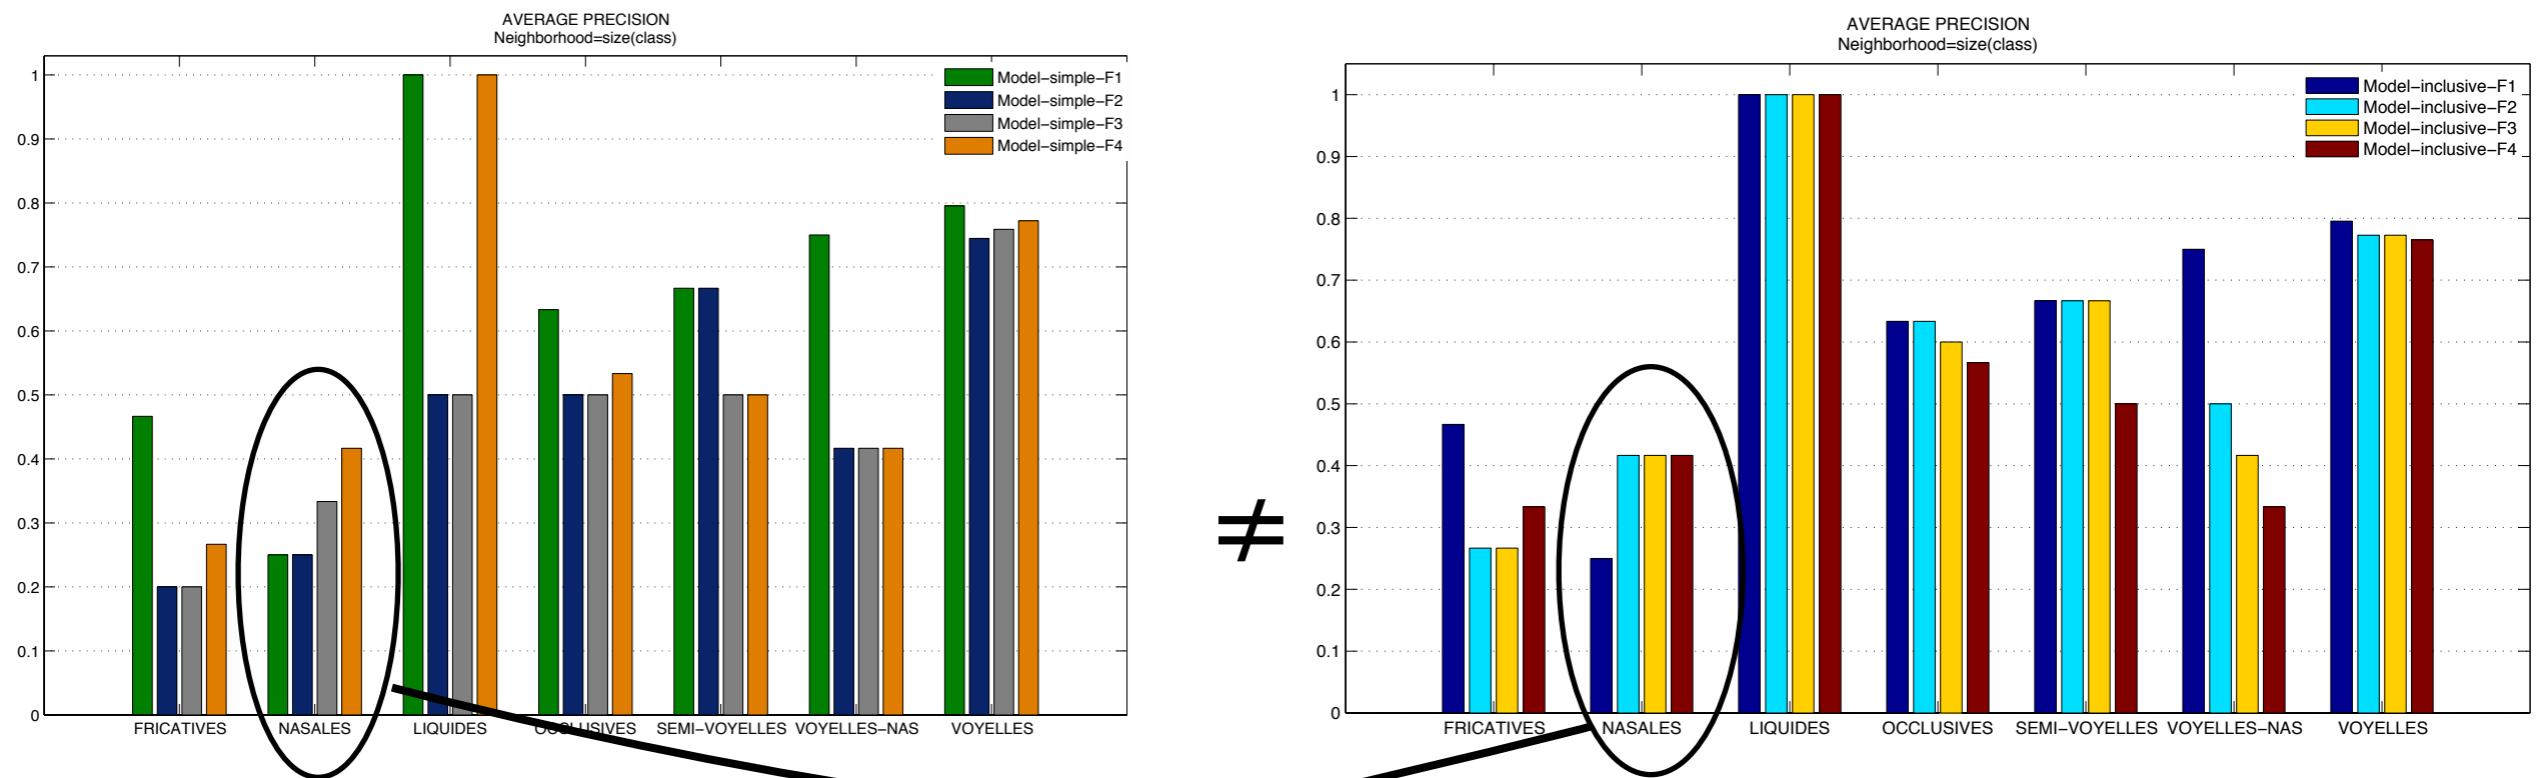 AVERAGE PRECISION
Neighborhood=size(class)
1
0.9
0.8
0.7
0.6
0.5
0.4
0.3
0.2
0.1
0
Model-simple-F1
Model-simple-F2
Model-simple-F3
Model-simple-F4
FRICATIVES NASALES LIQUIDES OCCLUSIVES SEMI-VOYELLES VOYELLES-NAS VOYELLES
≠
AVERAGE PRECISION
Neighborhood=size(class)
1
0.9
0.8
0.7
0.6
0.5
0.4
0.3
0.2
0.1
0
Model-inclusive-F1
Model-inclusive-F2
Model-inclusive-F3
Model-inclusive-F4
FRICATIVES NASALES LIQUIDES OCCLUSIVES SEMI-VOYELLES VOYELLES-NAS VOYELLES